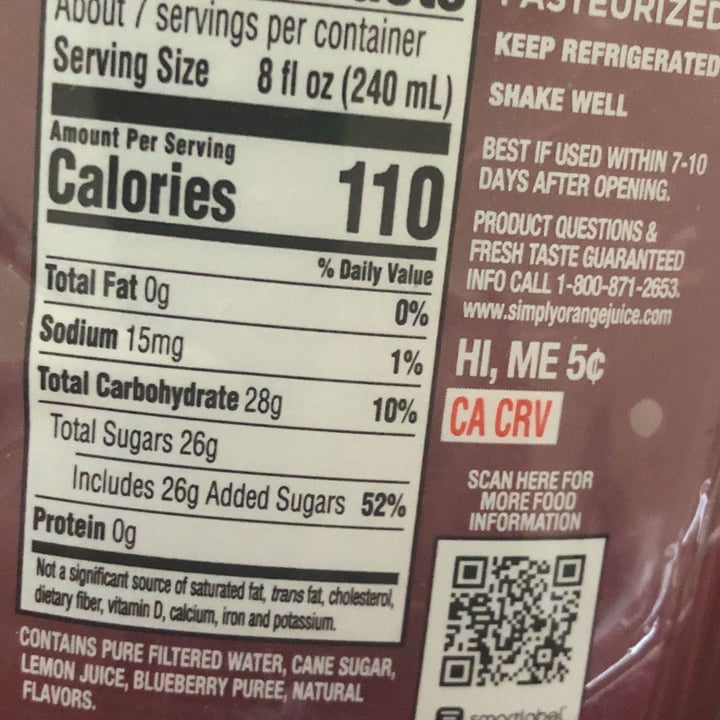 About 7 servings per container
Serving Size 8 fl oz (240 mL)
Amount Per Serving
Calories 110
% Daily Value
Total Fat 0g 0%
Sodium 15mg 1%
Total Carbohydrate 28g 10%
Total Sugars 26g
Includes 26g Added Sugars 52%
Protein 0g
Not a significant source of saturated fat, trans fat, cholesterol,
dietary fiber, vitamin D, calcium, iron and potassium.
CONTAINS PURE FILTERED WATER, CANE SUGAR,
LEMON JUICE, BLUEBERRY PUREE, NATURAL
FLAVORS.
PASTEURIZED
KEEP REFRIGERATED
SHAKE WELL
BEST IF USED WITHIN 7-10
DAYS AFTER OPENING.
PRODUCT QUESTIONS &
FRESH TASTE GUARANTEED
INFO CALL 1-800-871-2653.
www.simplyorangejuice.com
HI, ME 5¢
CA CRV
SCAN HERE FOR
MORE FOOD
INFORMATION
smartlabel